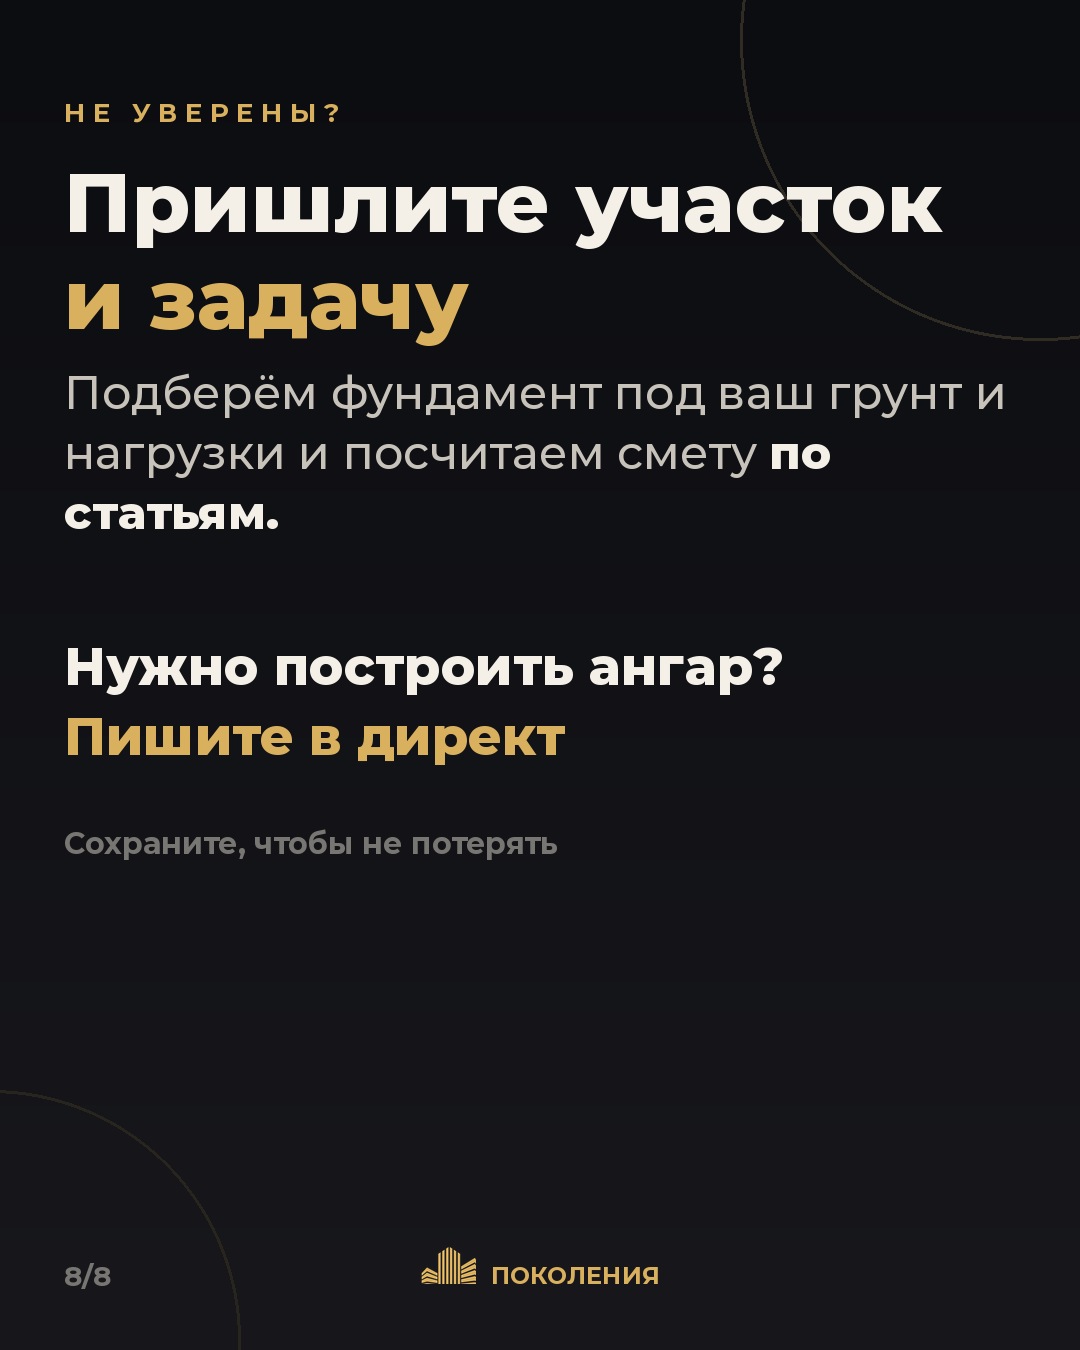 НЕ УВЕРЕНЫ?
Пришлите участок
и задачу
Подберём фундамент под ваш грунт и
нагрузки и посчитаем смету по
статьям.
Нужно построить ангар?
Пишите в директ
Сохраните, чтобы не потерять
8/8
ПОКОЛЕНИЯ